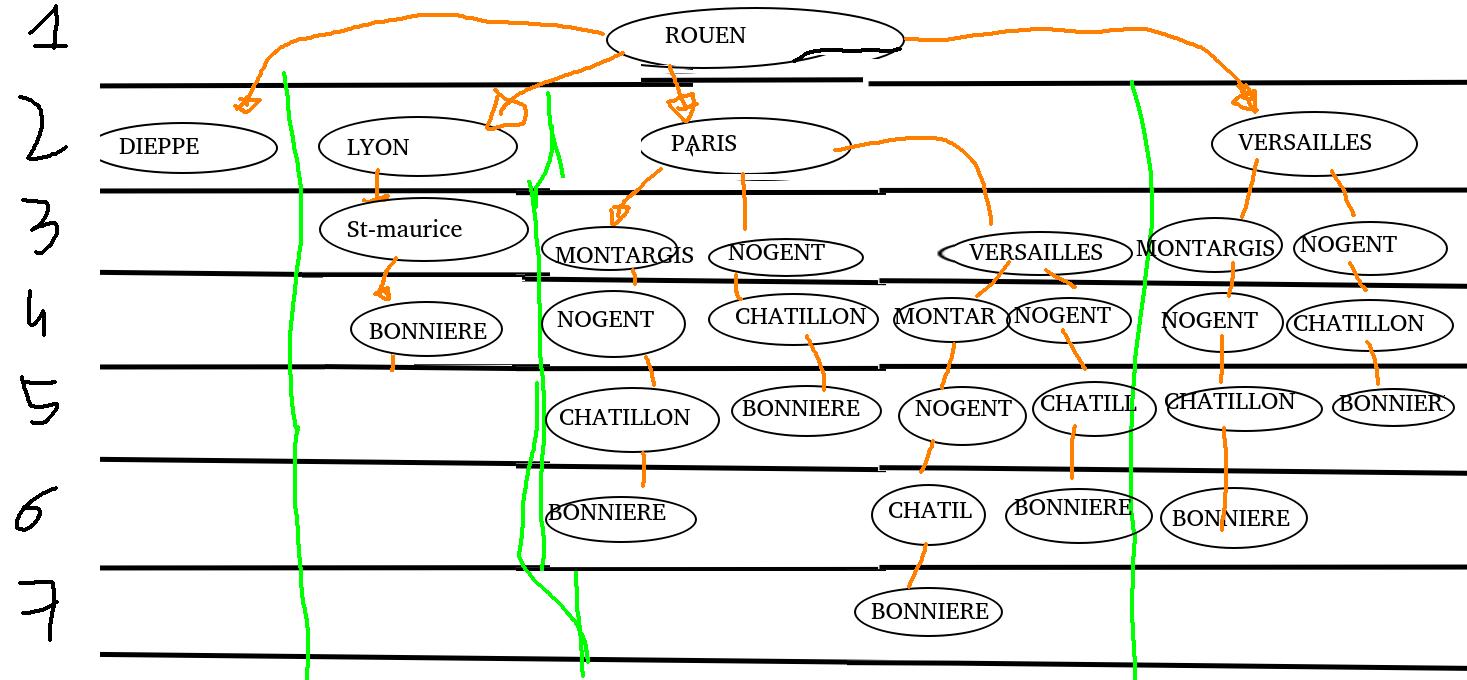 1 ROUEN
2 DIEPPE LYON PARIS VERSAILLES
3 St-maurice MONTARGIS NOGENT VERSAILLES MONTARGIS NOGENT
4 BONNIERE NOGENT CHATILLON MONTAR NOGENT NOGENT CHATILLON
5 CHATILLON BONNIERE NOGENT CHATILL CHATILLON BONNIER
6 BONNIERE CHATIL BONNIERE BONNIERE
7 BONNIERE